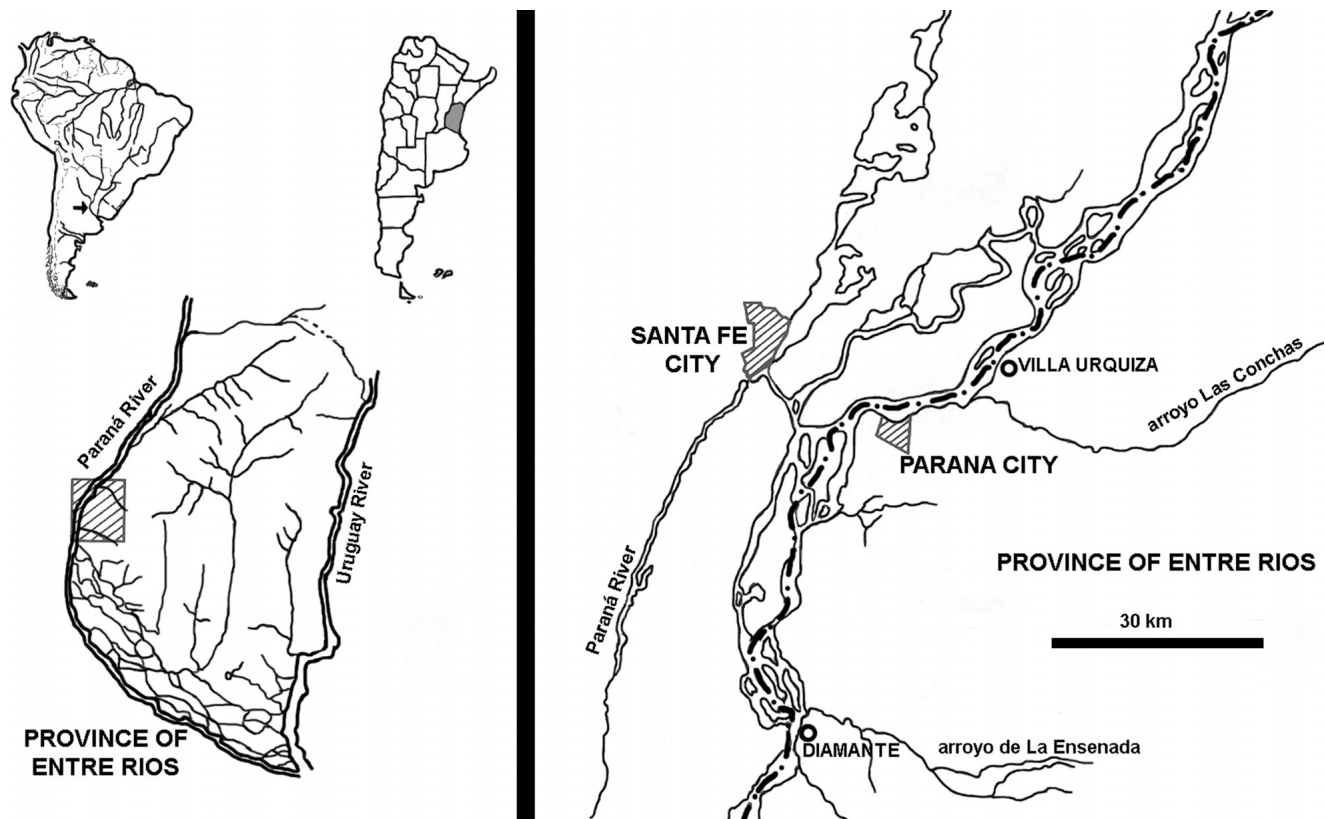 Paraná River
Uruguay River
PROVINCE OF
ENTRE RIOS
SANTA FE
CITY
VILLA URQUIZA
arroyo Las Conchas
PARANA CITY
Paraná River
PROVINCE OF ENTRE RIOS
30 km
DIAMANTE
arroyo de La Ensenada